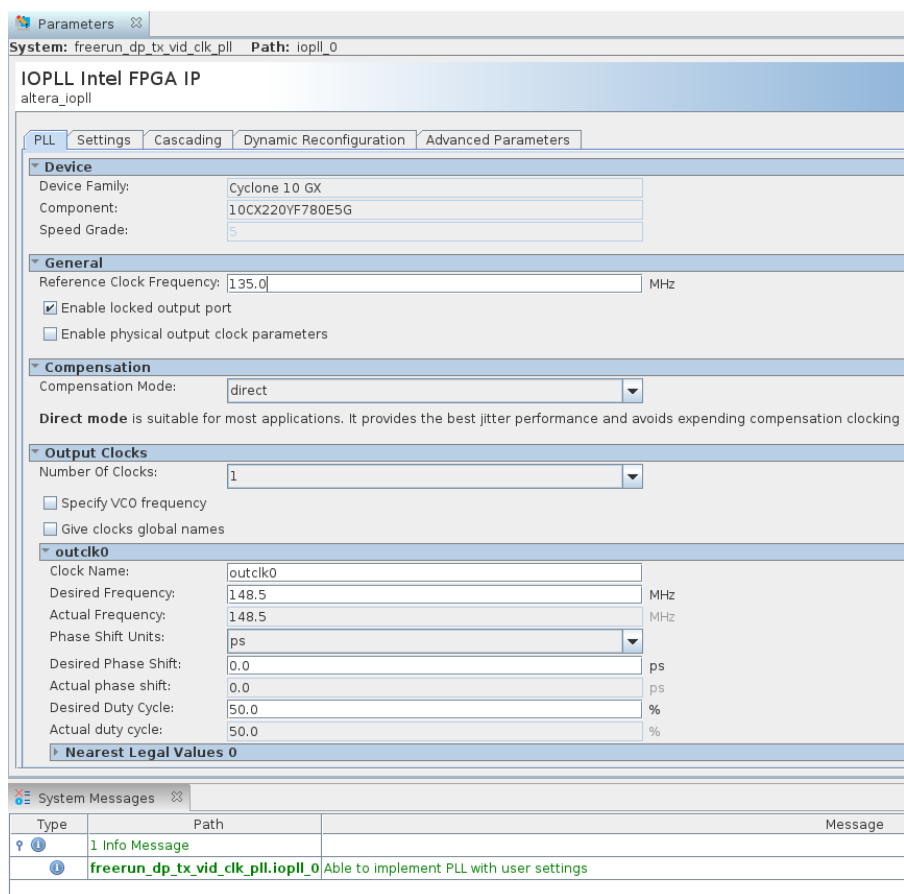 Parameters
System: freerun_dp_tx_vid_clk_pll Path: iopll_0
IOPLL Intel FPGA IP
altera_iopll
PLL Settings Cascading Dynamic Reconfiguration Advanced Parameters
Device
Device Family: Cyclone 10 GX
Component: 10CX220YF780E5G
Speed Grade: 5
General
Reference Clock Frequency: 135.0 MHz
Enable locked output port
Enable physical output clock parameters
Compensation
Compensation Mode: direct
Direct mode is suitable for most applications. It provides the best jitter performance and avoids expending compensation clocking
Output Clocks
Number Of Clocks: 1
Specify VCO frequency
Give clocks global names
outclk0
Clock Name: outclk0
Desired Frequency: 148.5 MHz
Actual Frequency: 148.5 MHz
Phase Shift Units: ps
Desired Phase Shift: 0.0 ps
Actual phase shift: 0.0 ps
Desired Duty Cycle: 50.0 %
Actual duty cycle: 50.0 %
Nearest Legal Values 0
System Messages
Type Path Message
1 Info Message
freerun_dp_tx_vid_clk_pll.iopll_0 Able to implement PLL with user settings